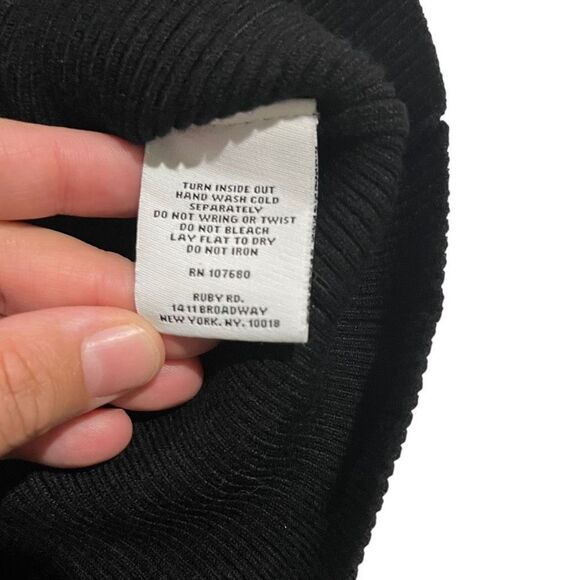 TURN INSIDE OUT
HAND WASH COLD
SEPARATELY
DO NOT WRING OR TWIST
DO NOT BLEACH
LAY FLAT TO DRY
DO NOT IRON
RN 107680
RUBY RD.
1411 BROADWAY
NEW YORK. NY. 10018